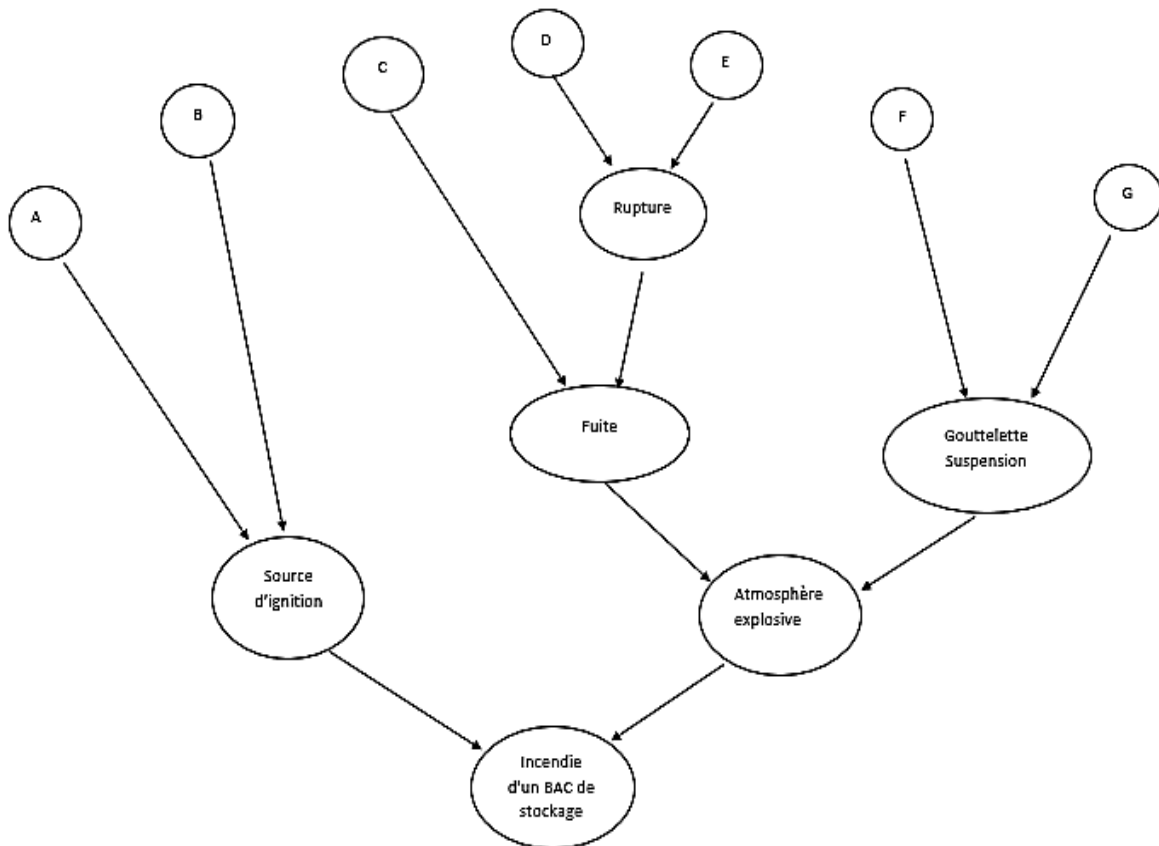 D
E
C
F
B
G
A
Rupture
Fuite
Gouttelette
Suspension
Source
d'ignition
Atmosphère
explosive
Incendie
d'un BAC de
stockage